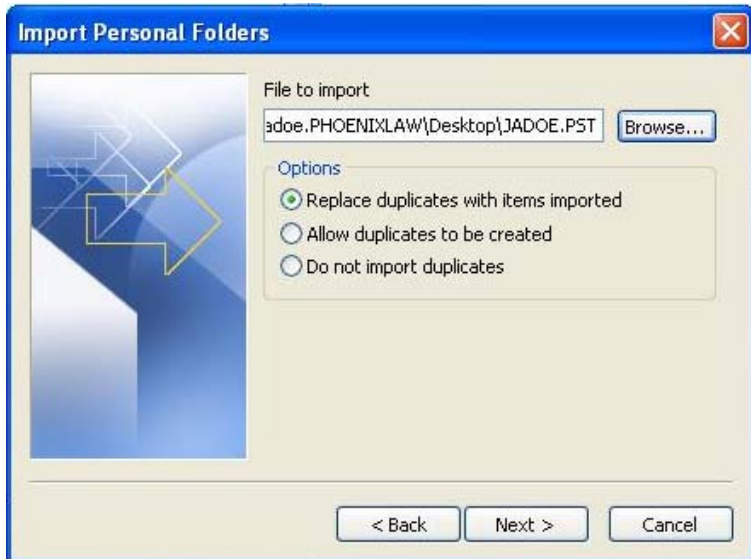 Import Personal Folders
File to import
adoe.PHOENIXLAW\Desktop\JADOE.PST
Browse...
Options
Replace duplicates with items imported
Allow duplicates to be created
Do not import duplicates
< Back
Next >
Cancel